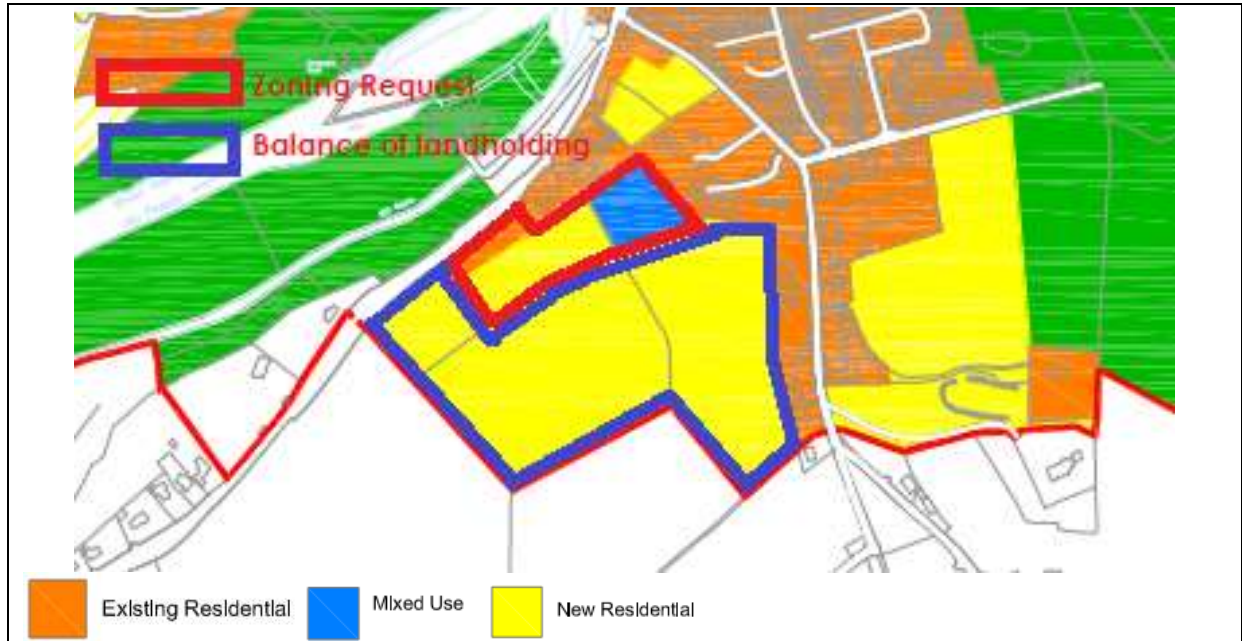 Zoning Request
Balance of landholding
Existing Residential
Mixed Use
New Residential